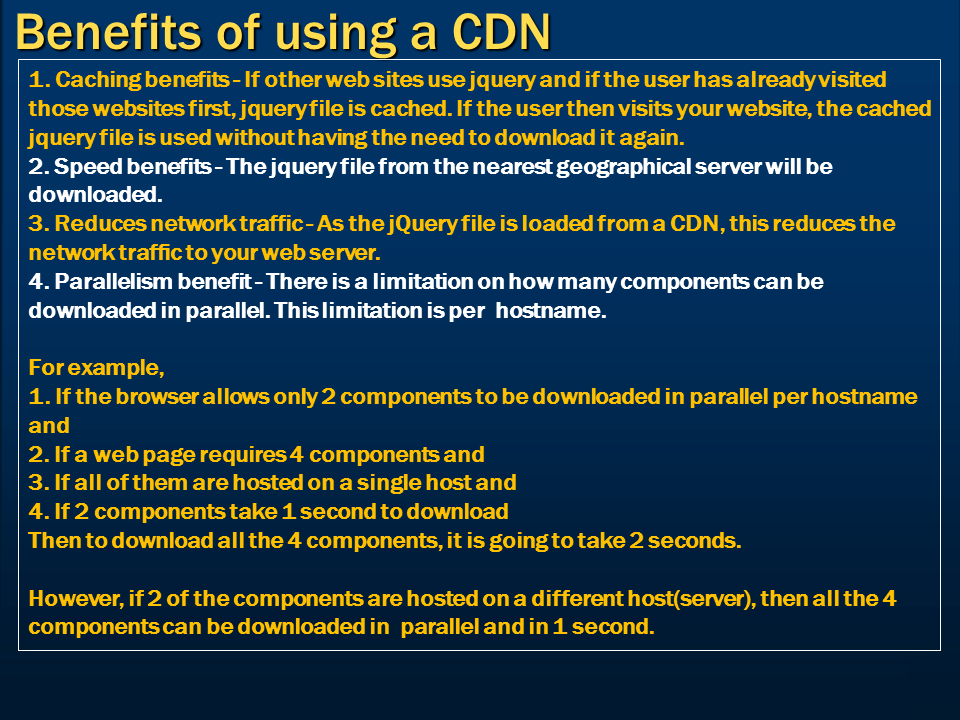 Benefits of using a CDN
1. Caching benefits - If other web sites use jquery and if the user has already visited
those websites first, jquery file is cached. If the user then visits your website, the cached
jquery file is used without having the need to download it again.
2. Speed benefits - The jquery file from the nearest geographical server will be
downloaded.
3. Reduces network traffic - As the jQuery file is loaded from a CDN, this reduces the
network traffic to your web server.
4. Parallelism benefit - There is a limitation on how many components can be
downloaded in parallel. This limitation is per hostname.
For example,
1. If the browser allows only 2 components to be downloaded in parallel per hostname
and
2. If a web page requires 4 components and
3. If all of them are hosted on a single host and
4. If 2 components take 1 second to download
Then to download all the 4 components, it is going to take 2 seconds.
However, if 2 of the components are hosted on a different host(server), then all the 4
components can be downloaded in parallel and in 1 second.